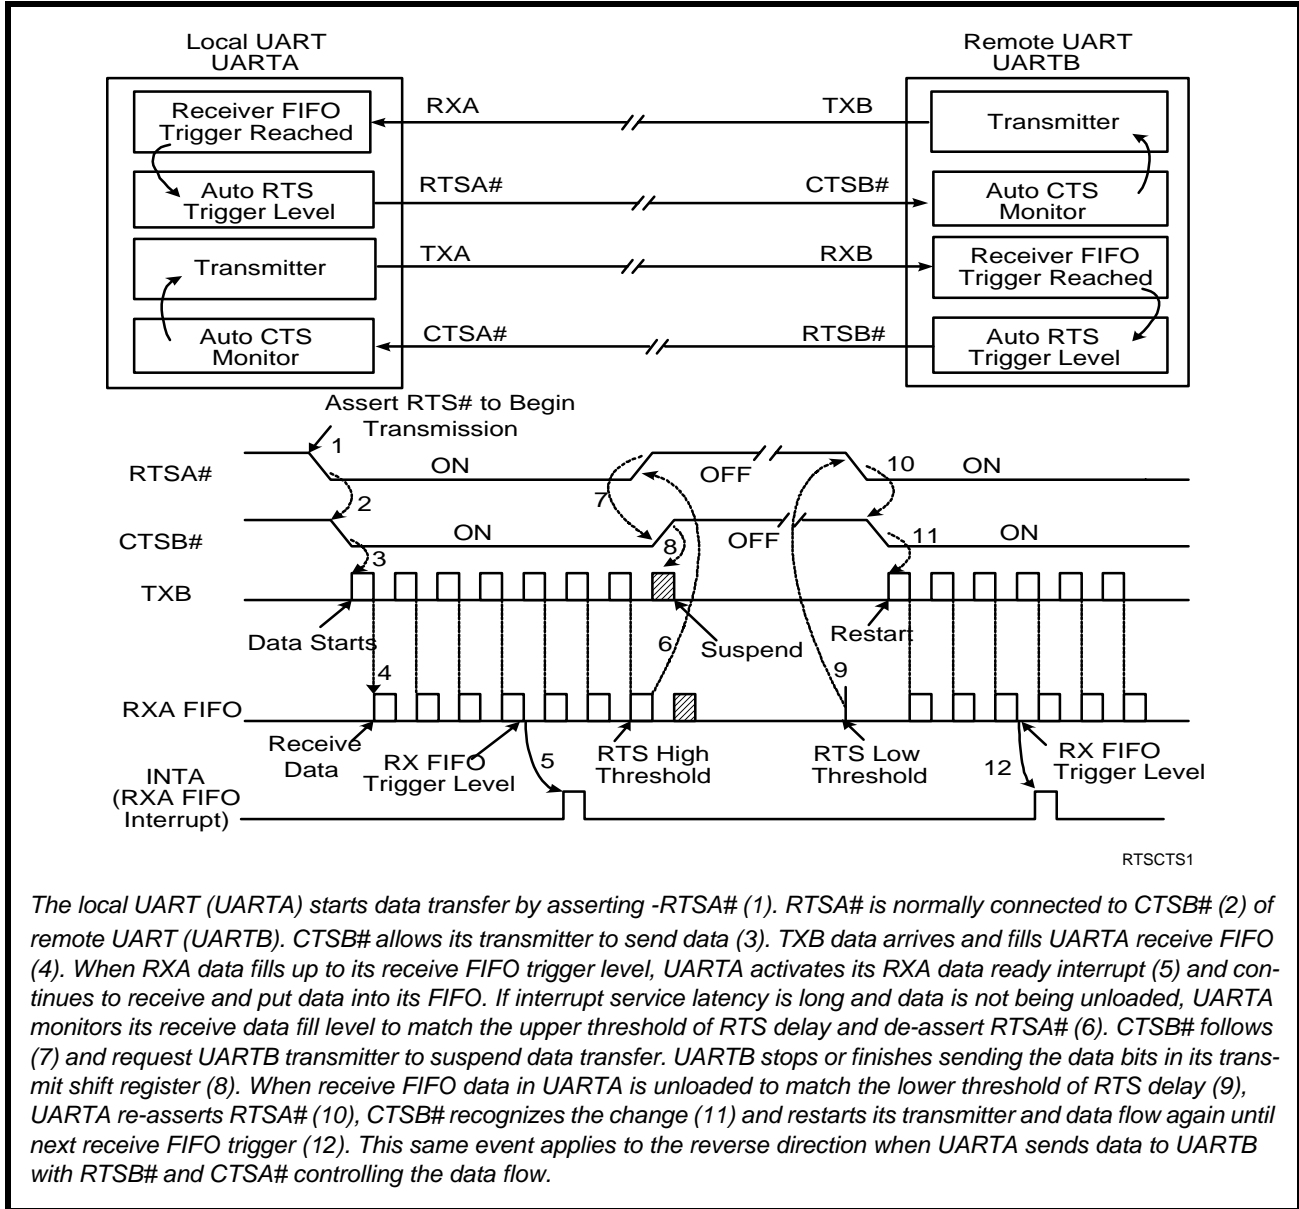 Local UART
UARTA
Remote UART
UARTB
Receiver FIFO
Trigger Reached
RXA
TXB
Transmitter
Auto RTS
Trigger Level
RTSA#
CTSB#
Auto CTS
Monitor
Transmitter
TXA
RXB
Receiver FIFO
Trigger Reached
Auto CTS
Monitor
CTSA#
RTSB#
Auto RTS
Trigger Level
Assert RTS# to Begin
Transmission
1
RTSA#
ON
OFF
10
ON
2
7
CTSB#
ON
8
OFF
11
ON
3
TXB
Data Starts
6
Suspend
Restart
4
9
RXA FIFO
Receive
Data
RX FIFO
Trigger Level
5
RTS High
Threshold
RTS Low
Threshold
12
RX FIFO
Trigger Level
INTA
(RXA FIFO
Interrupt)
RTSCTS1
The local UART (UARTA) starts data transfer by asserting -RTSA# (1). RTSA# is normally connected to CTSB# (2) of
remote UART (UARTB). CTSB# allows its transmitter to send data (3). TXB data arrives and fills UARTA receive FIFO
(4). When RXA data fills up to its receive FIFO trigger level, UARTA activates its RXA data ready interrupt (5) and con-
tinues to receive and put data into its FIFO. If interrupt service latency is long and data is not being unloaded, UARTA
monitors its receive data fill level to match the upper threshold of RTS delay and de-assert RTSA# (6). CTSB# follows
(7) and request UARTB transmitter to suspend data transfer. UARTB stops or finishes sending the data bits in its trans-
mit shift register (8). When receive FIFO data in UARTA is unloaded to match the lower threshold of RTS delay (9),
UARTA re-asserts RTSA# (10), CTSB# recognizes the change (11) and restarts its transmitter and data flow again until
next receive FIFO trigger (12). This same event applies to the reverse direction when UARTA sends data to UARTB
with RTSB# and CTSA# controlling the data flow.